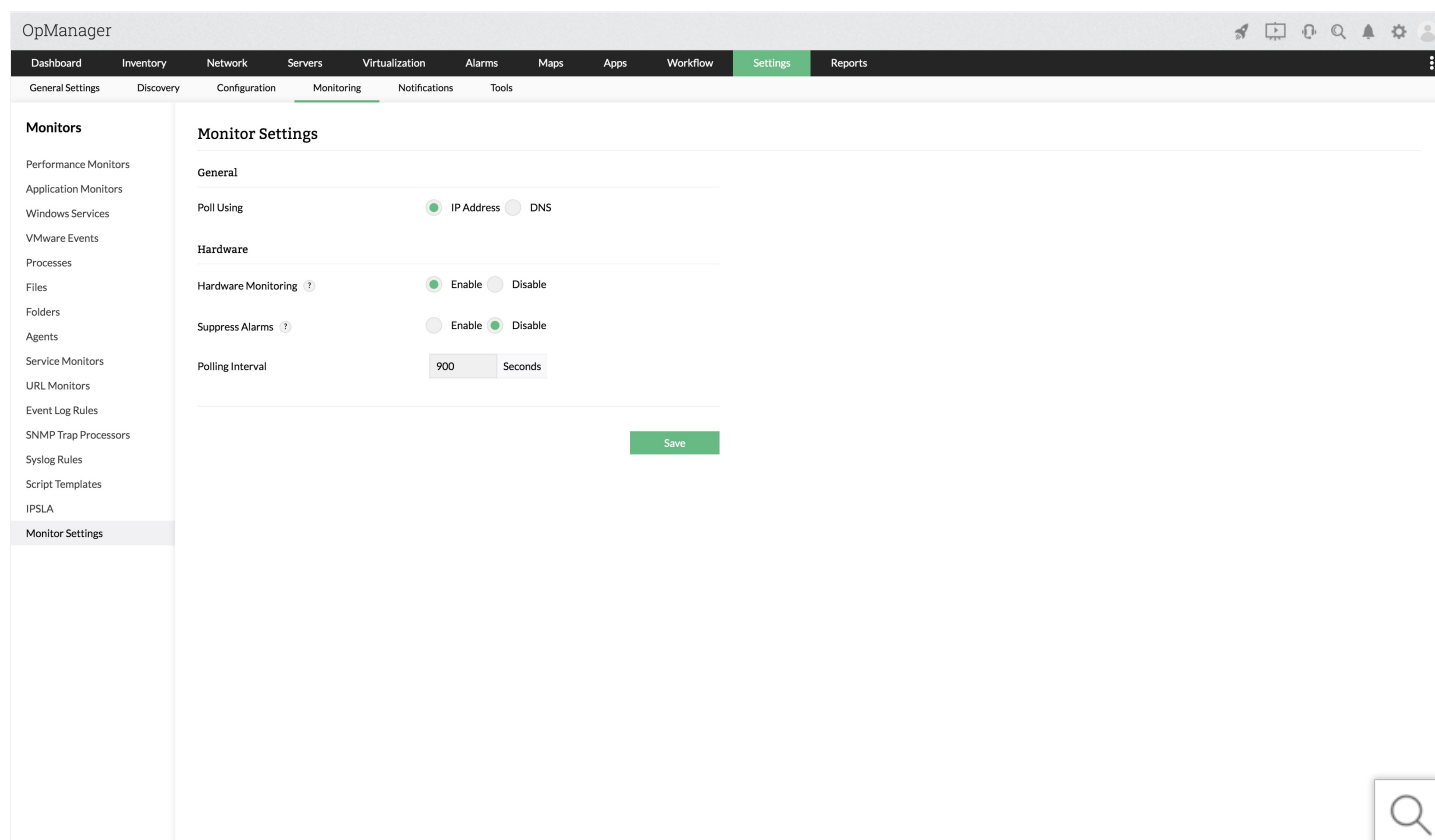 OpManager
Dashboard Inventory Network Servers Virtualization Alarms Maps Apps Workflow Settings Reports
General Settings Discovery Configuration Monitoring Notifications Tools
Monitors
Performance Monitors
Application Monitors
Windows Services
VMware Events
Processes
Files
Folders
Agents
Service Monitors
URL Monitors
Event Log Rules
SNMP Trap Processors
Syslog Rules
Script Templates
IPSLA
Monitor Settings
Monitor Settings
General
Poll Using IP Address DNS
Hardware
Hardware Monitoring ? Enable Disable
Suppress Alarms ? Enable Disable
Polling Interval 900 Seconds
Save